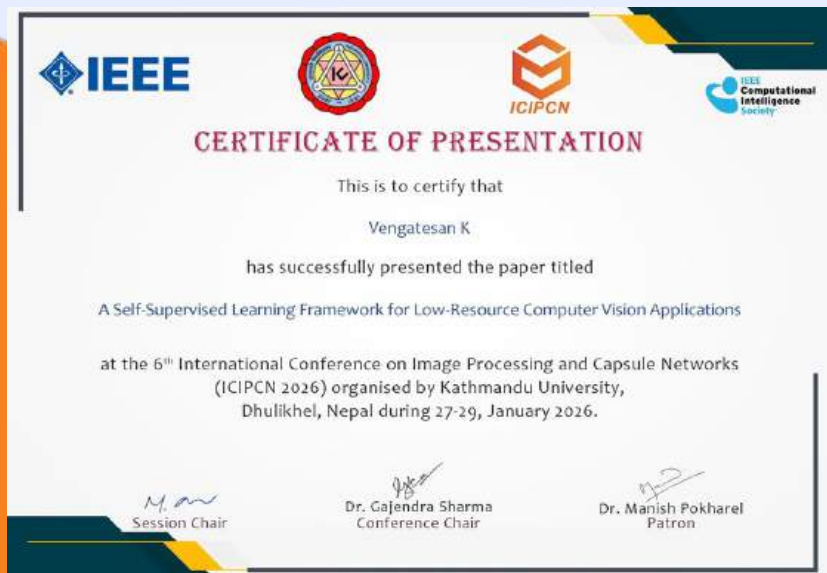 IEEE
ICIPCN
IEEE
Computational
Intelligence
Society
CERTIFICATE OF PRESENTATION
This is to certify that
Vengatesan K
has successfully presented the paper titled
A Self-Supervised Learning Framework for Low-Resource Computer Vision Applications
at the 6th International Conference on Image Processing and Capsule Networks
(ICIPCN 2026) organised by Kathmandu University,
Dhulikhel, Nepal during 27-29, January 2026.
Session Chair
Dr. Gajendra Sharma
Conference Chair
Dr. Manish Pokharel
Patron